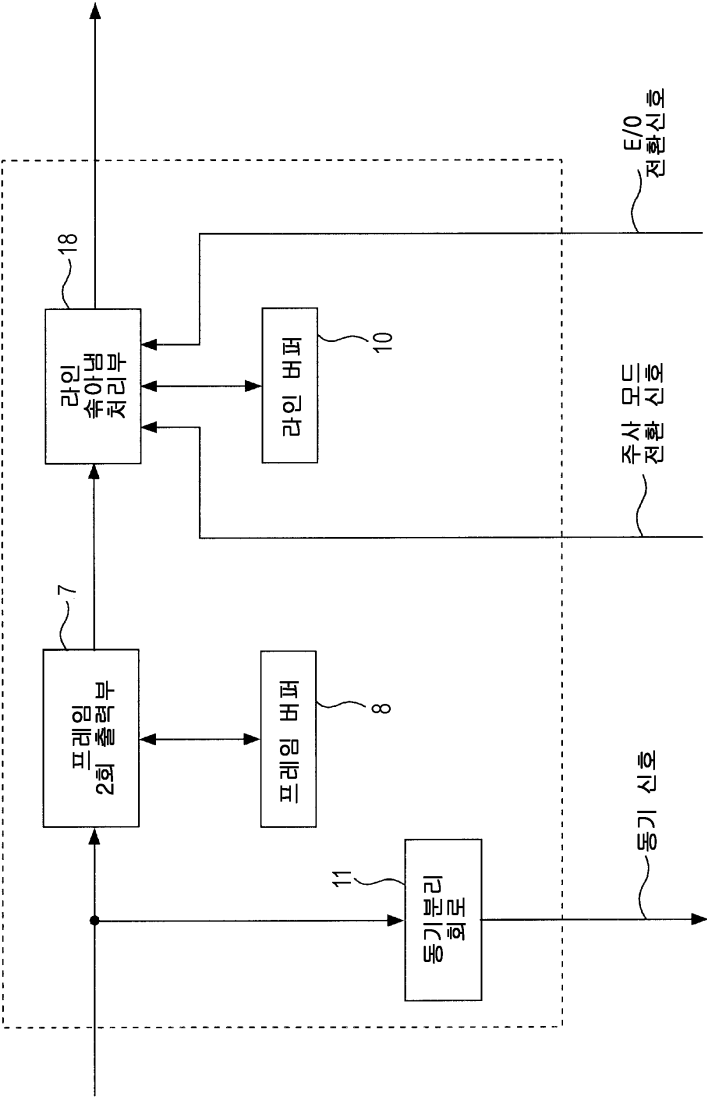 7
프레임
2회 출력부
18
라인
솎아냄
처리부
프레임 버퍼
8
라인 버퍼
10
11
동기분리
회로
동기 신호
주사 모드
전환 신호
E/O
전환신호